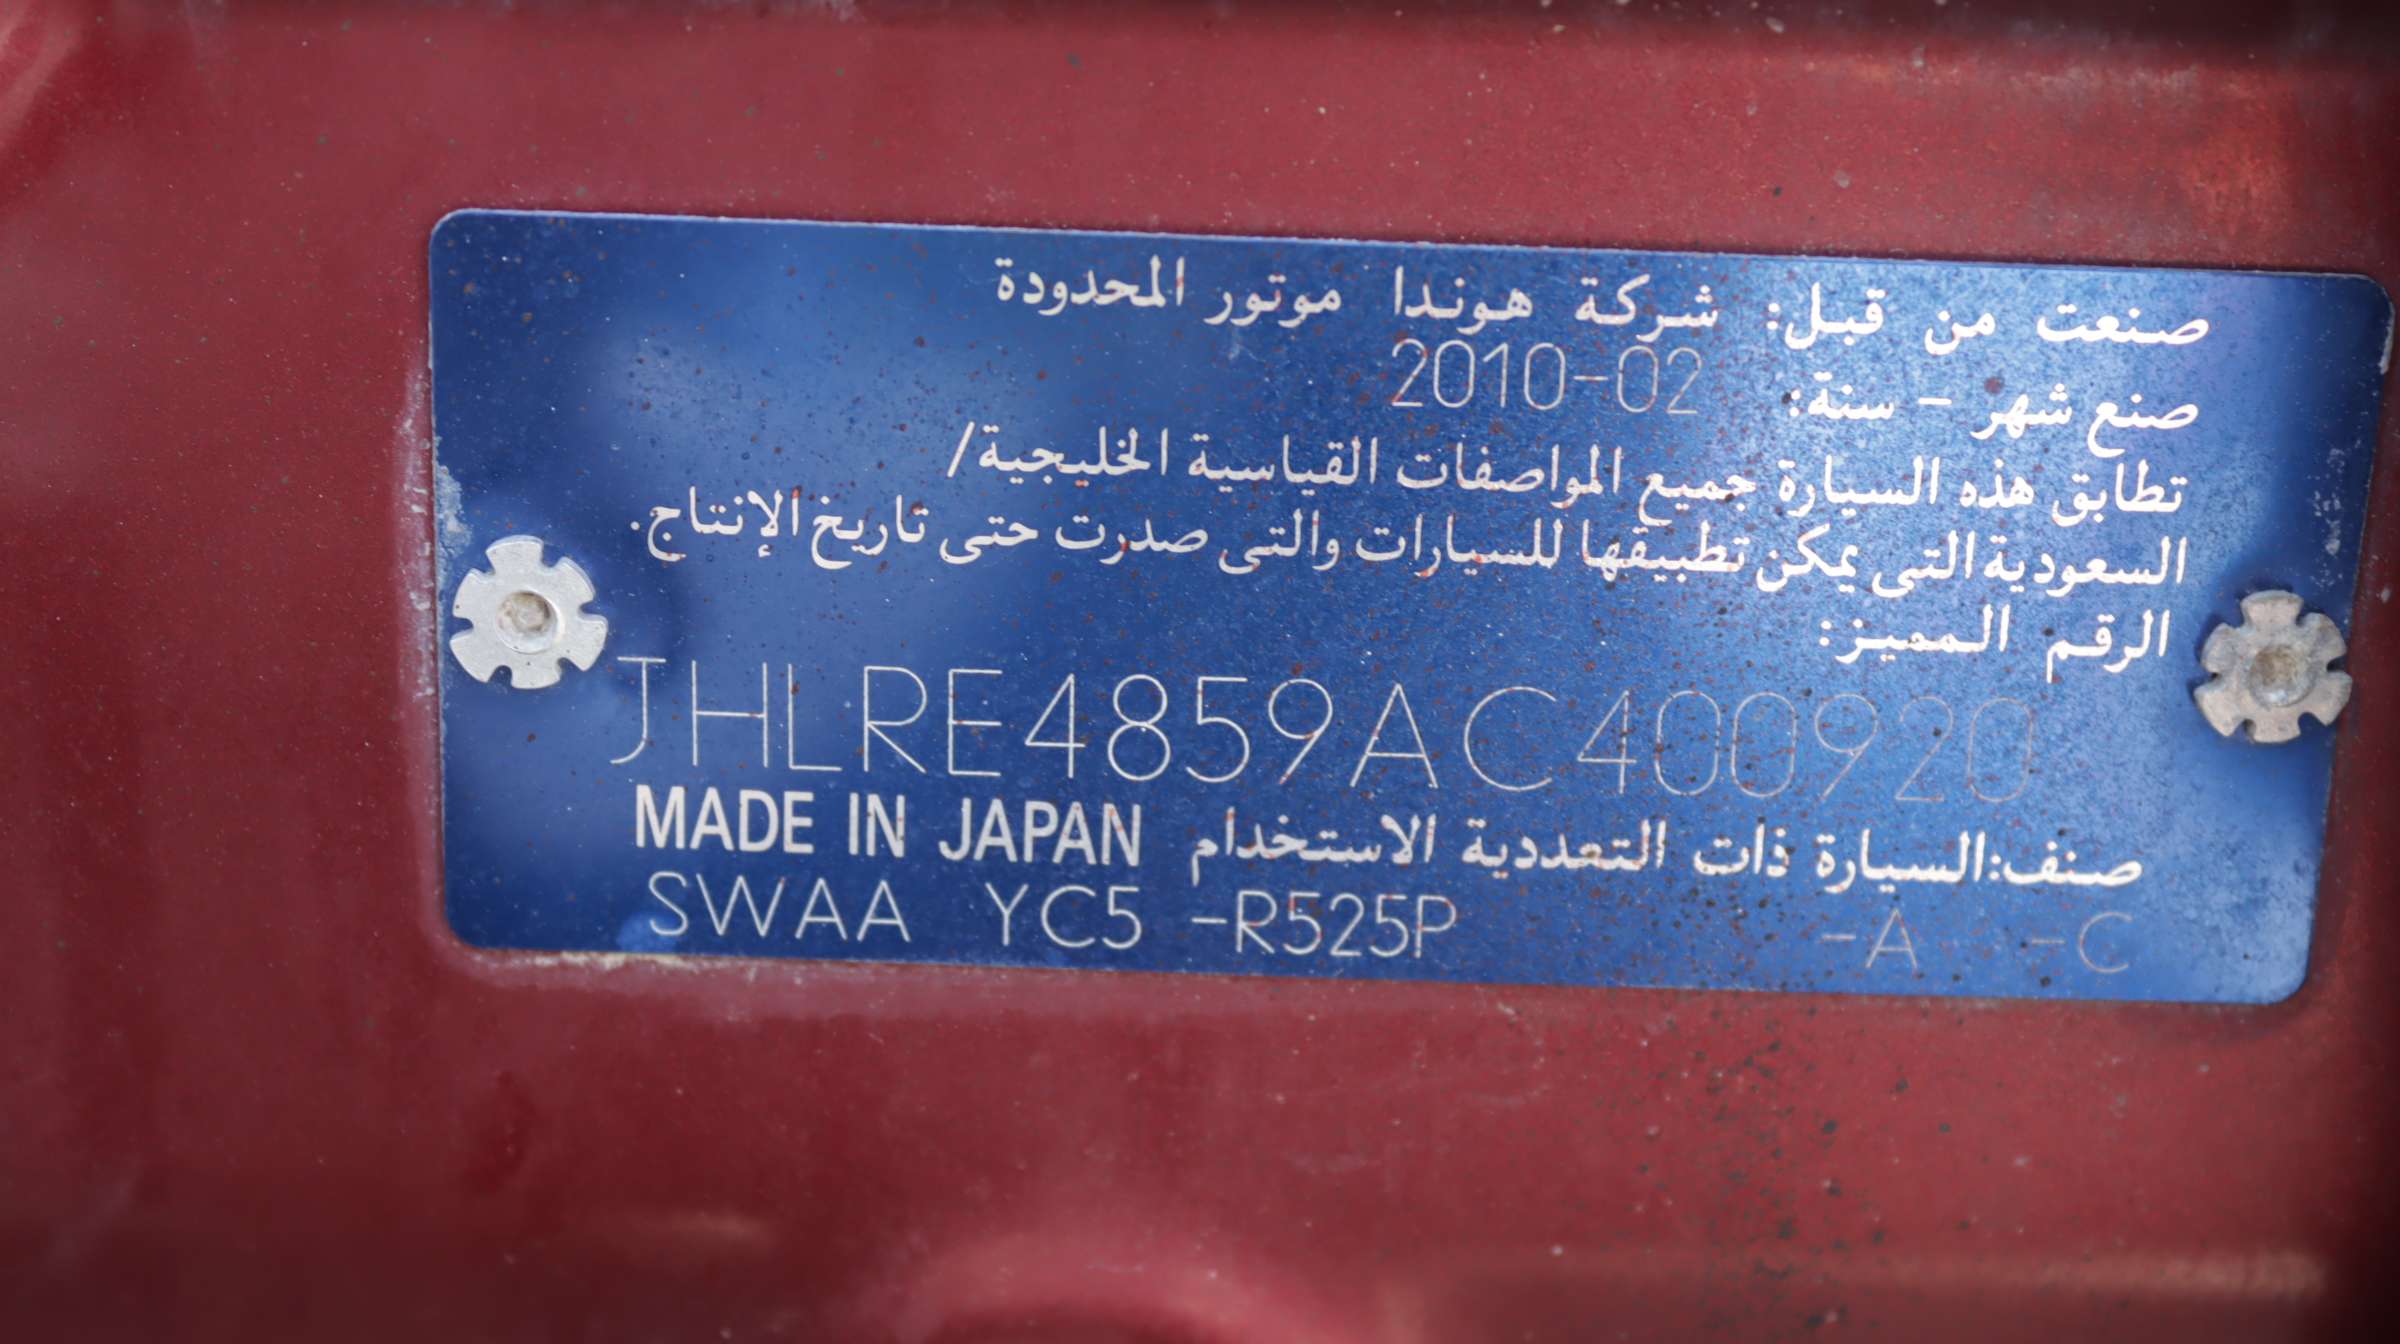 صنعت من قبل: شركة هوندا موتور المحدودة
صنع شهر - سنة: 2010-02
تطابق هذه السيارة جميع المواصفات القياسية الخليجية/
السعودية التى يمكن تطبيقها للسيارات والتى صدرت حتى تاريخ الإنتاج.
الرقم المميز:
JHLRE4859AC400920
صنف:السيارة ذات التعددية الاستخدام MADE IN JAPAN
SWAA YC5 -R525P -A -C